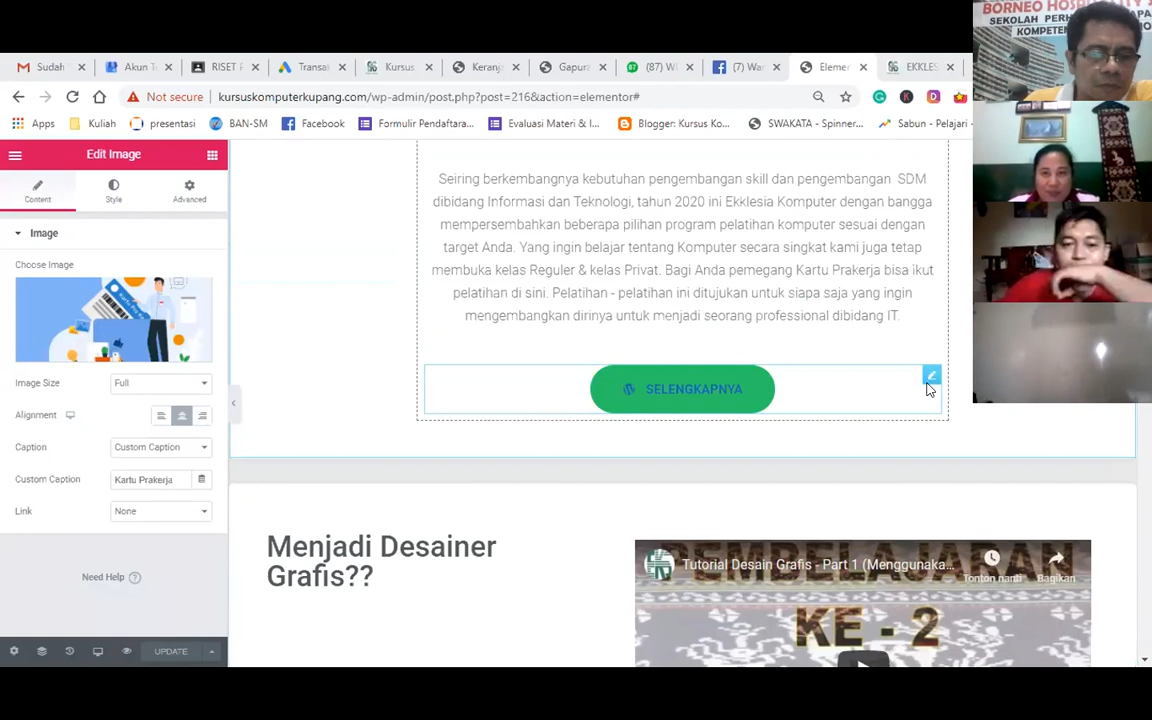 Sudah
Akun T
RISET
Transa
Kursus
Keranj
Gapura
(87) W
(7) Wa
Elemen
EKKLES
Not secure
kursuskomputerkupang.com/wp-admin/post.php?post=216&action=elementor#
Apps
Kuliah
presentasi
BAN-SM
Facebook
Formulir Pendaftara...
Evaluasi Materi & I...
Blogger: Kursus Ko...
SWAKATA - Spinner...
Sabun - Pelajari
BORNEO HOSP
SEKOLAH PERH
KOMPETE
Edit Image
Content
Style
Advanced
Image
Choose Image
Image Size
Full
Alignment
Caption
Custom Caption
Custom Caption
Kartu Prakerja
Link
None
Need Help
UPDATE
Seiring berkembangnya kebutuhan pengembangan skill dan pengembangan SDM
dibidang Informasi dan Teknologi, tahun 2020 ini Ekklesia Komputer dengan bangga
mempersembahkan beberapa pilihan program pelatihan komputer sesuai dengan
target Anda. Yang ingin belajar tentang Komputer secara singkat kami juga tetap
membuka kelas Reguler & kelas Privat. Bagi Anda pemegang Kartu Prakerja bisa ikut
pelatihan di sini. Pelatihan - pelatihan ini ditujukan untuk siapa saja yang ingin
mengembangkan dirinya untuk menjadi seorang professional dibidang IT.
SELENGKAPNYA
Menjadi Desainer
Grafis??
PEMBELAJARAN
Tutorial Desain Grafis - Part 1 (Menggunaka...
Tonton nanti
Bagikan
KE - 2